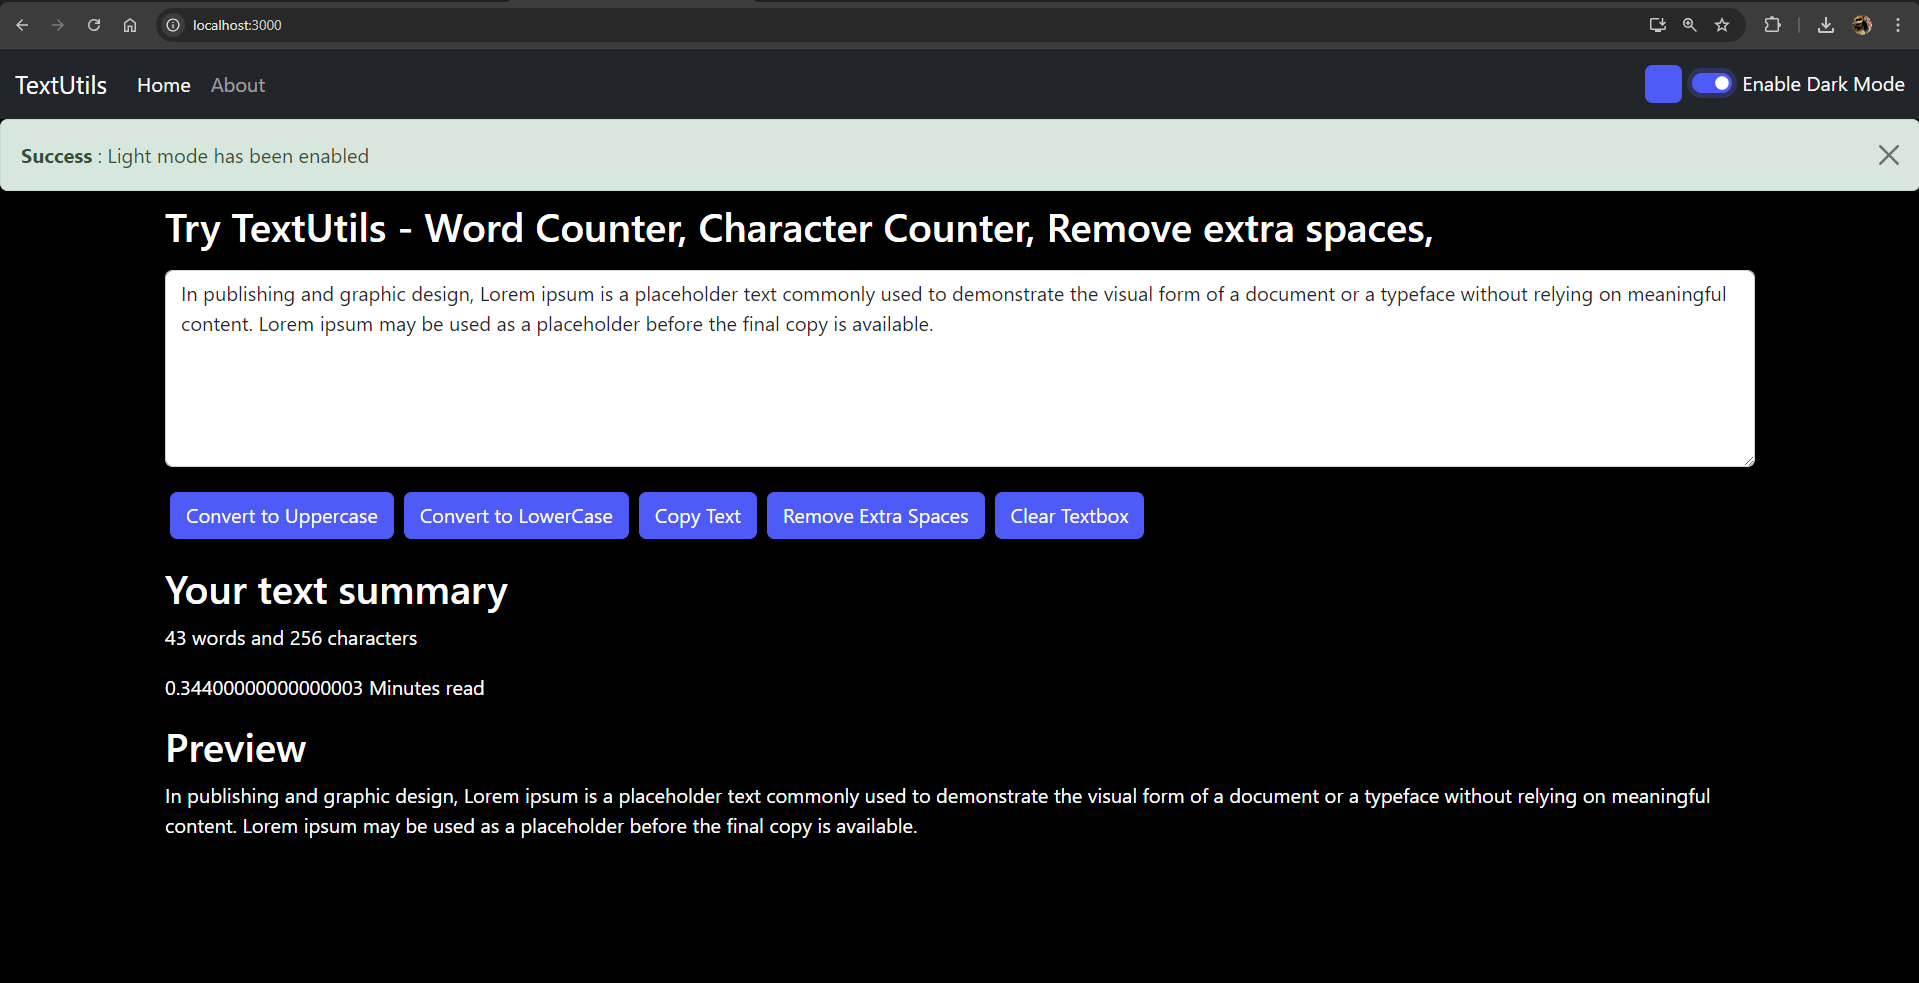 localhost:3000
TextUtils Home About Enable Dark Mode
Success : Light mode has been enabled
Try TextUtils - Word Counter, Character Counter, Remove extra spaces,
In publishing and graphic design, Lorem ipsum is a placeholder text commonly used to demonstrate the visual form of a document or a typeface without relying on meaningful
content. Lorem ipsum may be used as a placeholder before the final copy is available.
Convert to Uppercase Convert to LowerCase Copy Text Remove Extra Spaces Clear Textbox
Your text summary
43 words and 256 characters
0.34400000000000003 Minutes read
Preview
In publishing and graphic design, Lorem ipsum is a placeholder text commonly used to demonstrate the visual form of a document or a typeface without relying on meaningful
content. Lorem ipsum may be used as a placeholder before the final copy is available.